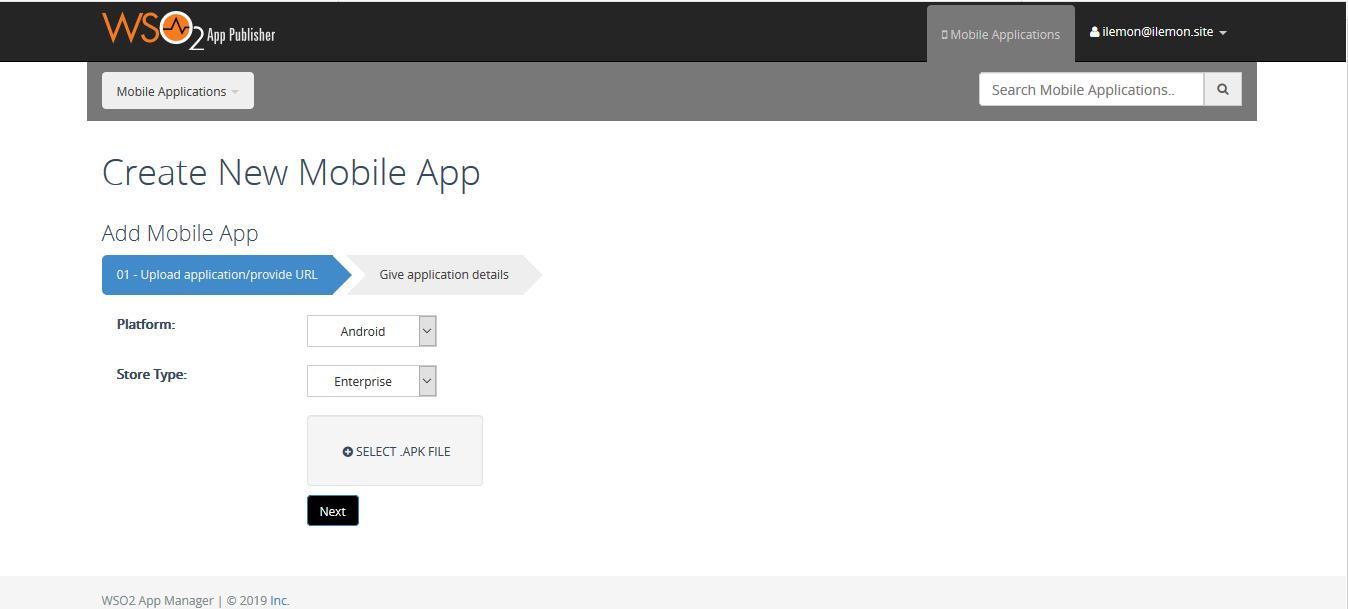 WSO2 App Publisher
Mobile Applications
ilemon@ilemon.site
Mobile Applications
Search Mobile Applications..
Create New Mobile App
Add Mobile App
01 - Upload application/provide URL
Give application details
Platform:
Android
Store Type:
Enterprise
SELECT .APK FILE
Next
WSO2 App Manager | © 2019 Inc.